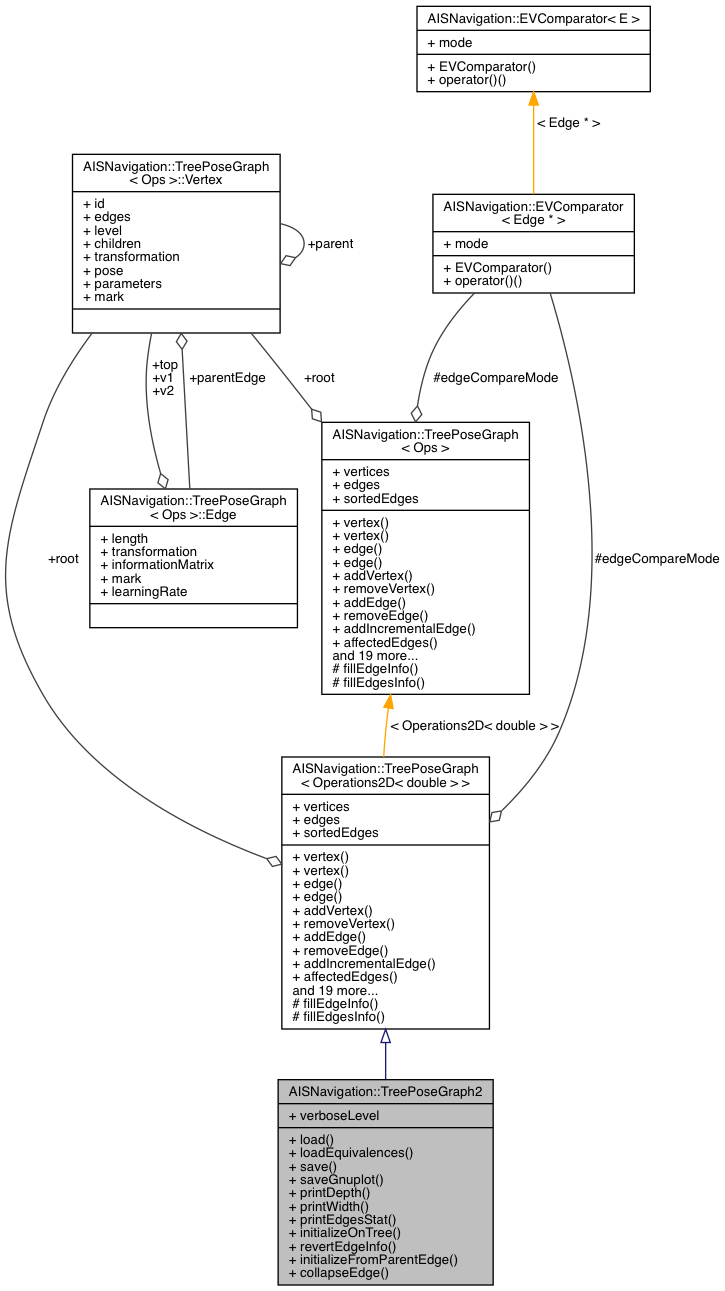 AISNavigation::EVComparator< E >
+ mode
+ EVComparator()
+ operator()()
< Edge * >
AISNavigation::TreePoseGraph
< Ops >::Vertex
+ id
+ edges
+ level
+ children
+ transformation
+ pose
+ parameters
+ mark
+parent
AISNavigation::EVComparator
< Edge * >
+ mode
+ EVComparator()
+ operator()()
+top
+v1
+v2
+parentEdge
+root
#edgeCompareMode
AISNavigation::TreePoseGraph
< Ops >
+ vertices
+ edges
+ sortedEdges
+ vertex()
+ vertex()
+ edge()
+ edge()
+ addVertex()
+ removeVertex()
+ addEdge()
+ removeEdge()
+ addIncrementalEdge()
+ affectedEdges()
and 19 more...
# fillEdgeInfo()
# fillEdgesInfo()
AISNavigation::TreePoseGraph
< Ops >::Edge
+ length
+ transformation
+ informationMatrix
+ mark
+ learningRate
+root
#edgeCompareMode
< Operations2D< double > >
AISNavigation::TreePoseGraph
< Operations2D< double > >
+ vertices
+ edges
+ sortedEdges
+ vertex()
+ vertex()
+ edge()
+ edge()
+ addVertex()
+ removeVertex()
+ addEdge()
+ removeEdge()
+ addIncrementalEdge()
+ affectedEdges()
and 19 more...
# fillEdgeInfo()
# fillEdgesInfo()
AISNavigation::TreePoseGraph2
+ verboseLevel
+ load()
+ loadEquivalences()
+ save()
+ saveGnuplot()
+ printDepth()
+ printWidth()
+ printEdgesStat()
+ initializeOnTree()
+ revertEdgeInfo()
+ initializeFromParentEdge()
+ collapseEdge()